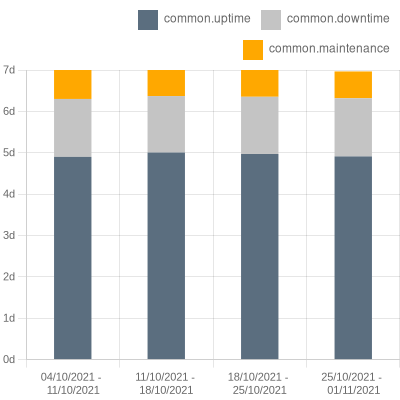 common.uptime
common.downtime
common.maintenance
7d
6d
5d
4d
3d
2d
1d
0d
04/10/2021 -
11/10/2021
11/10/2021 -
18/10/2021
18/10/2021 -
25/10/2021
25/10/2021 -
01/11/2021